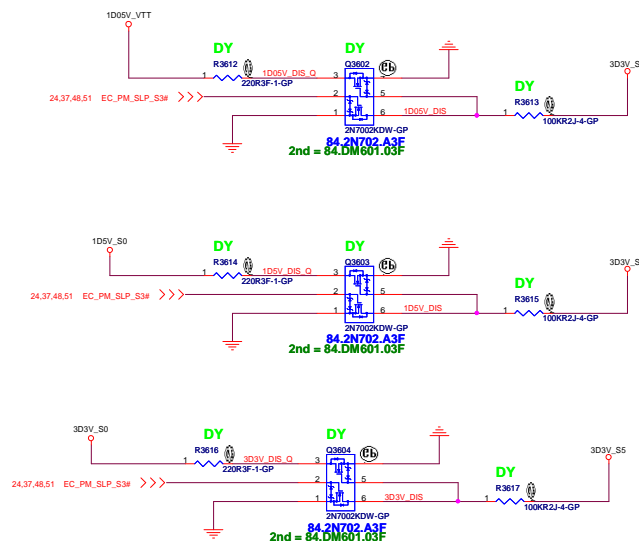 1D05V_VTT
DY
DY
R3612
Q3602
3D3V_S
1 1D05V_DIS_Q 3
220R3F-1-GP
DY
24,37,48,51 EC_PM_SLP_S3# 2 5
R3613
1 6 1D05V_DIS 1
100KR2J-4-GP
2N7002KDW-GP
84.2N702.A3F
2nd = 84.DM601.03F
1D5V_S0
DY
DY
R3614
Q3603
3D3V_S
1 1D5V_DIS_Q 3
220R3F-1-GP
DY
24,37,48,51 EC_PM_SLP_S3# 2 5
R3615
1 6 1D5V_DIS 1
100KR2J-4-GP
2N7002KDW-GP
84.2N702.A3F
2nd = 84.DM601.03F
3D3V_S0
DY
DY
R3616
Q3604
3D3V_S5
1 3D3V_DIS_Q 3
220R3F-1-GP
DY
24,37,48,51 EC_PM_SLP_S3# 2 5
R3617
1 6 3D3V_DIS 1
100KR2J-4-GP
2N7002KDW-GP
84.2N702.A3F
2nd = 84.DM601.03F